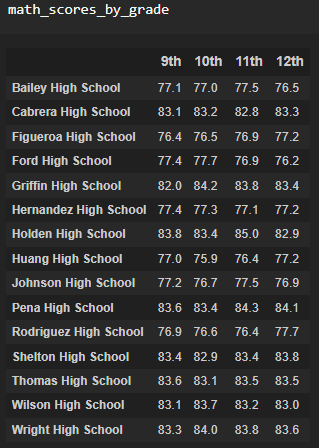 math_scores_by_grade
9th 10th 11th 12th
Bailey High School 77.1 77.0 77.5 76.5
Cabrera High School 83.1 83.2 82.8 83.3
Figueroa High School 76.4 76.5 76.9 77.2
Ford High School 77.4 77.7 76.9 76.2
Griffin High School 82.0 84.2 83.8 83.4
Hernandez High School 77.4 77.3 77.1 77.2
Holden High School 83.8 83.4 85.0 82.9
Huang High School 77.0 75.9 76.4 77.2
Johnson High School 77.2 76.7 77.5 76.9
Pena High School 83.6 83.4 84.3 84.1
Rodriguez High School 76.9 76.6 76.4 77.7
Shelton High School 83.4 82.9 83.4 83.8
Thomas High School 83.6 83.1 83.5 83.5
Wilson High School 83.1 83.7 83.2 83.0
Wright High School 83.3 84.0 83.8 83.6